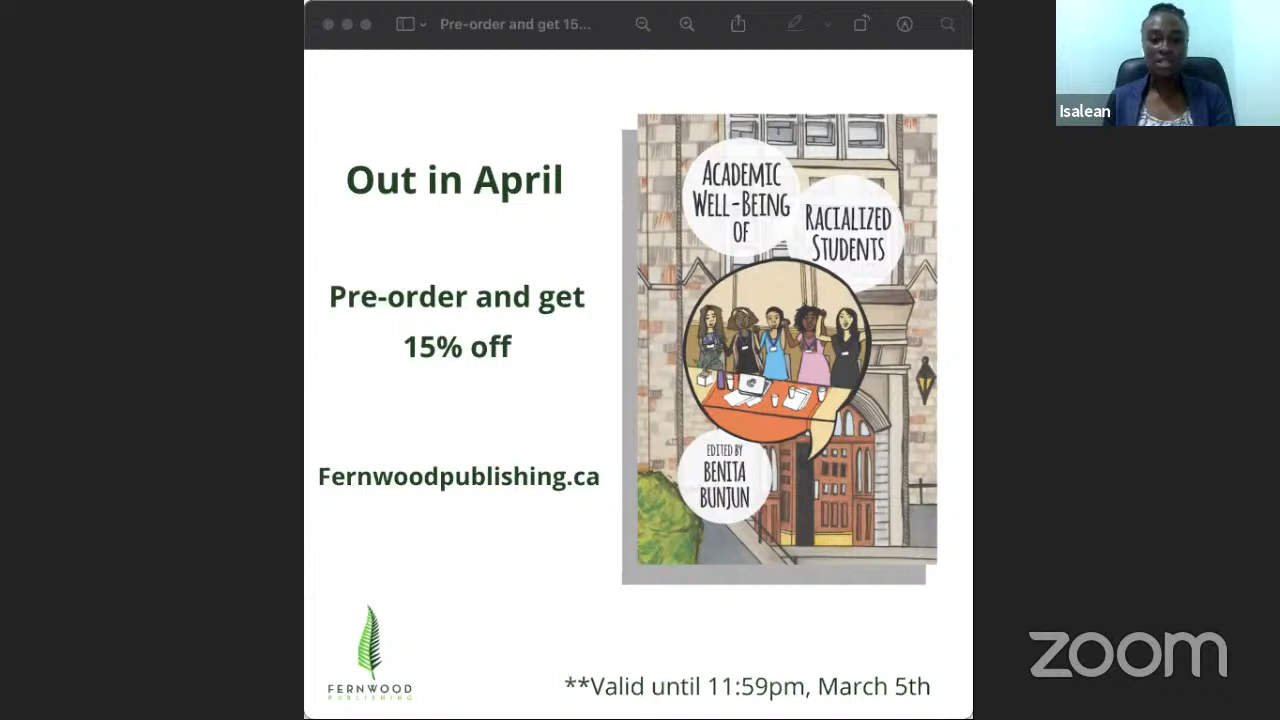 Pre-order and get 15...
Isalean
Out in April
Pre-order and get
15% off
Fernwoodpublishing.ca
ACADEMIC
WELL-BEING
OF
RACIALIZED
STUDENTS
EDITED BY
BENITA
BUNJUN
FERNWOOD
PUBLISHING
**Valid until 11:59pm, March 5th
zoom